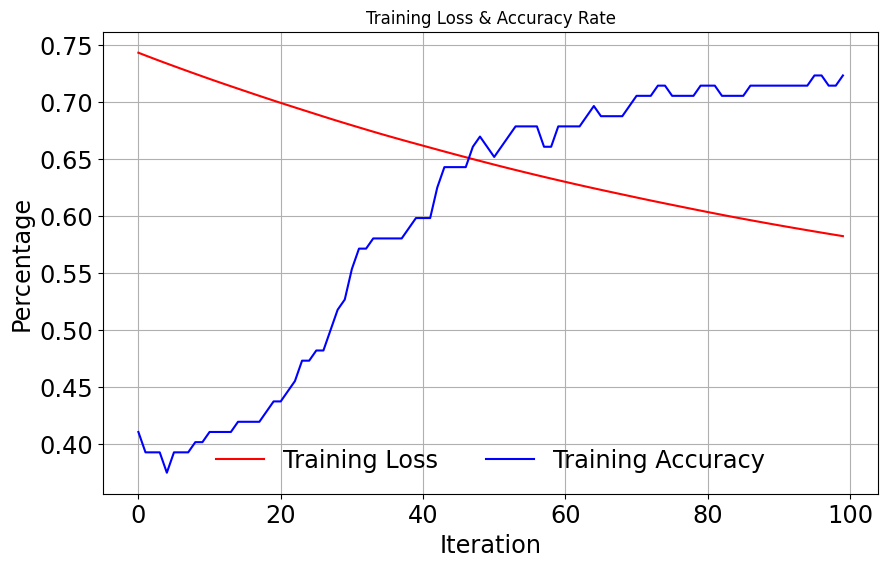 Training Loss & Accuracy Rate
0.75
0.70
0.65
0.60
0.55
0.50
0.45
0.40
Percentage
Training Loss
Training Accuracy
0 20 40 60 80 100
Iteration